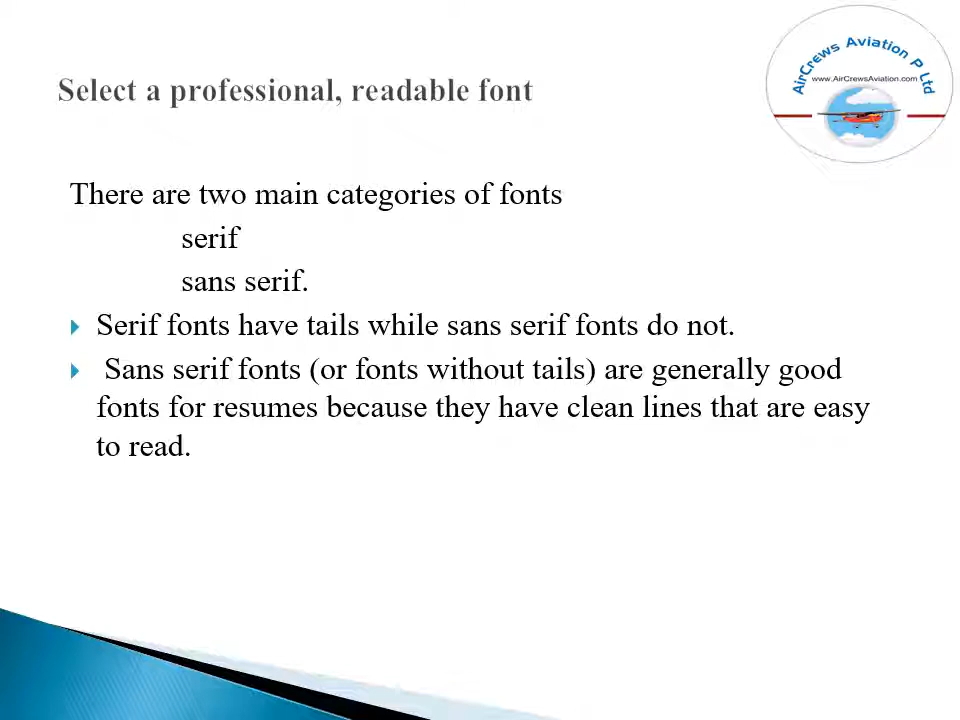 AirCrews Aviation P Ltd
www.AirCrewsAviation.com
Select a professional, readable font
There are two main categories of fonts
serif
sans serif.
Serif fonts have tails while sans serif fonts do not.
Sans serif fonts (or fonts without tails) are generally good
fonts for resumes because they have clean lines that are easy
to read.